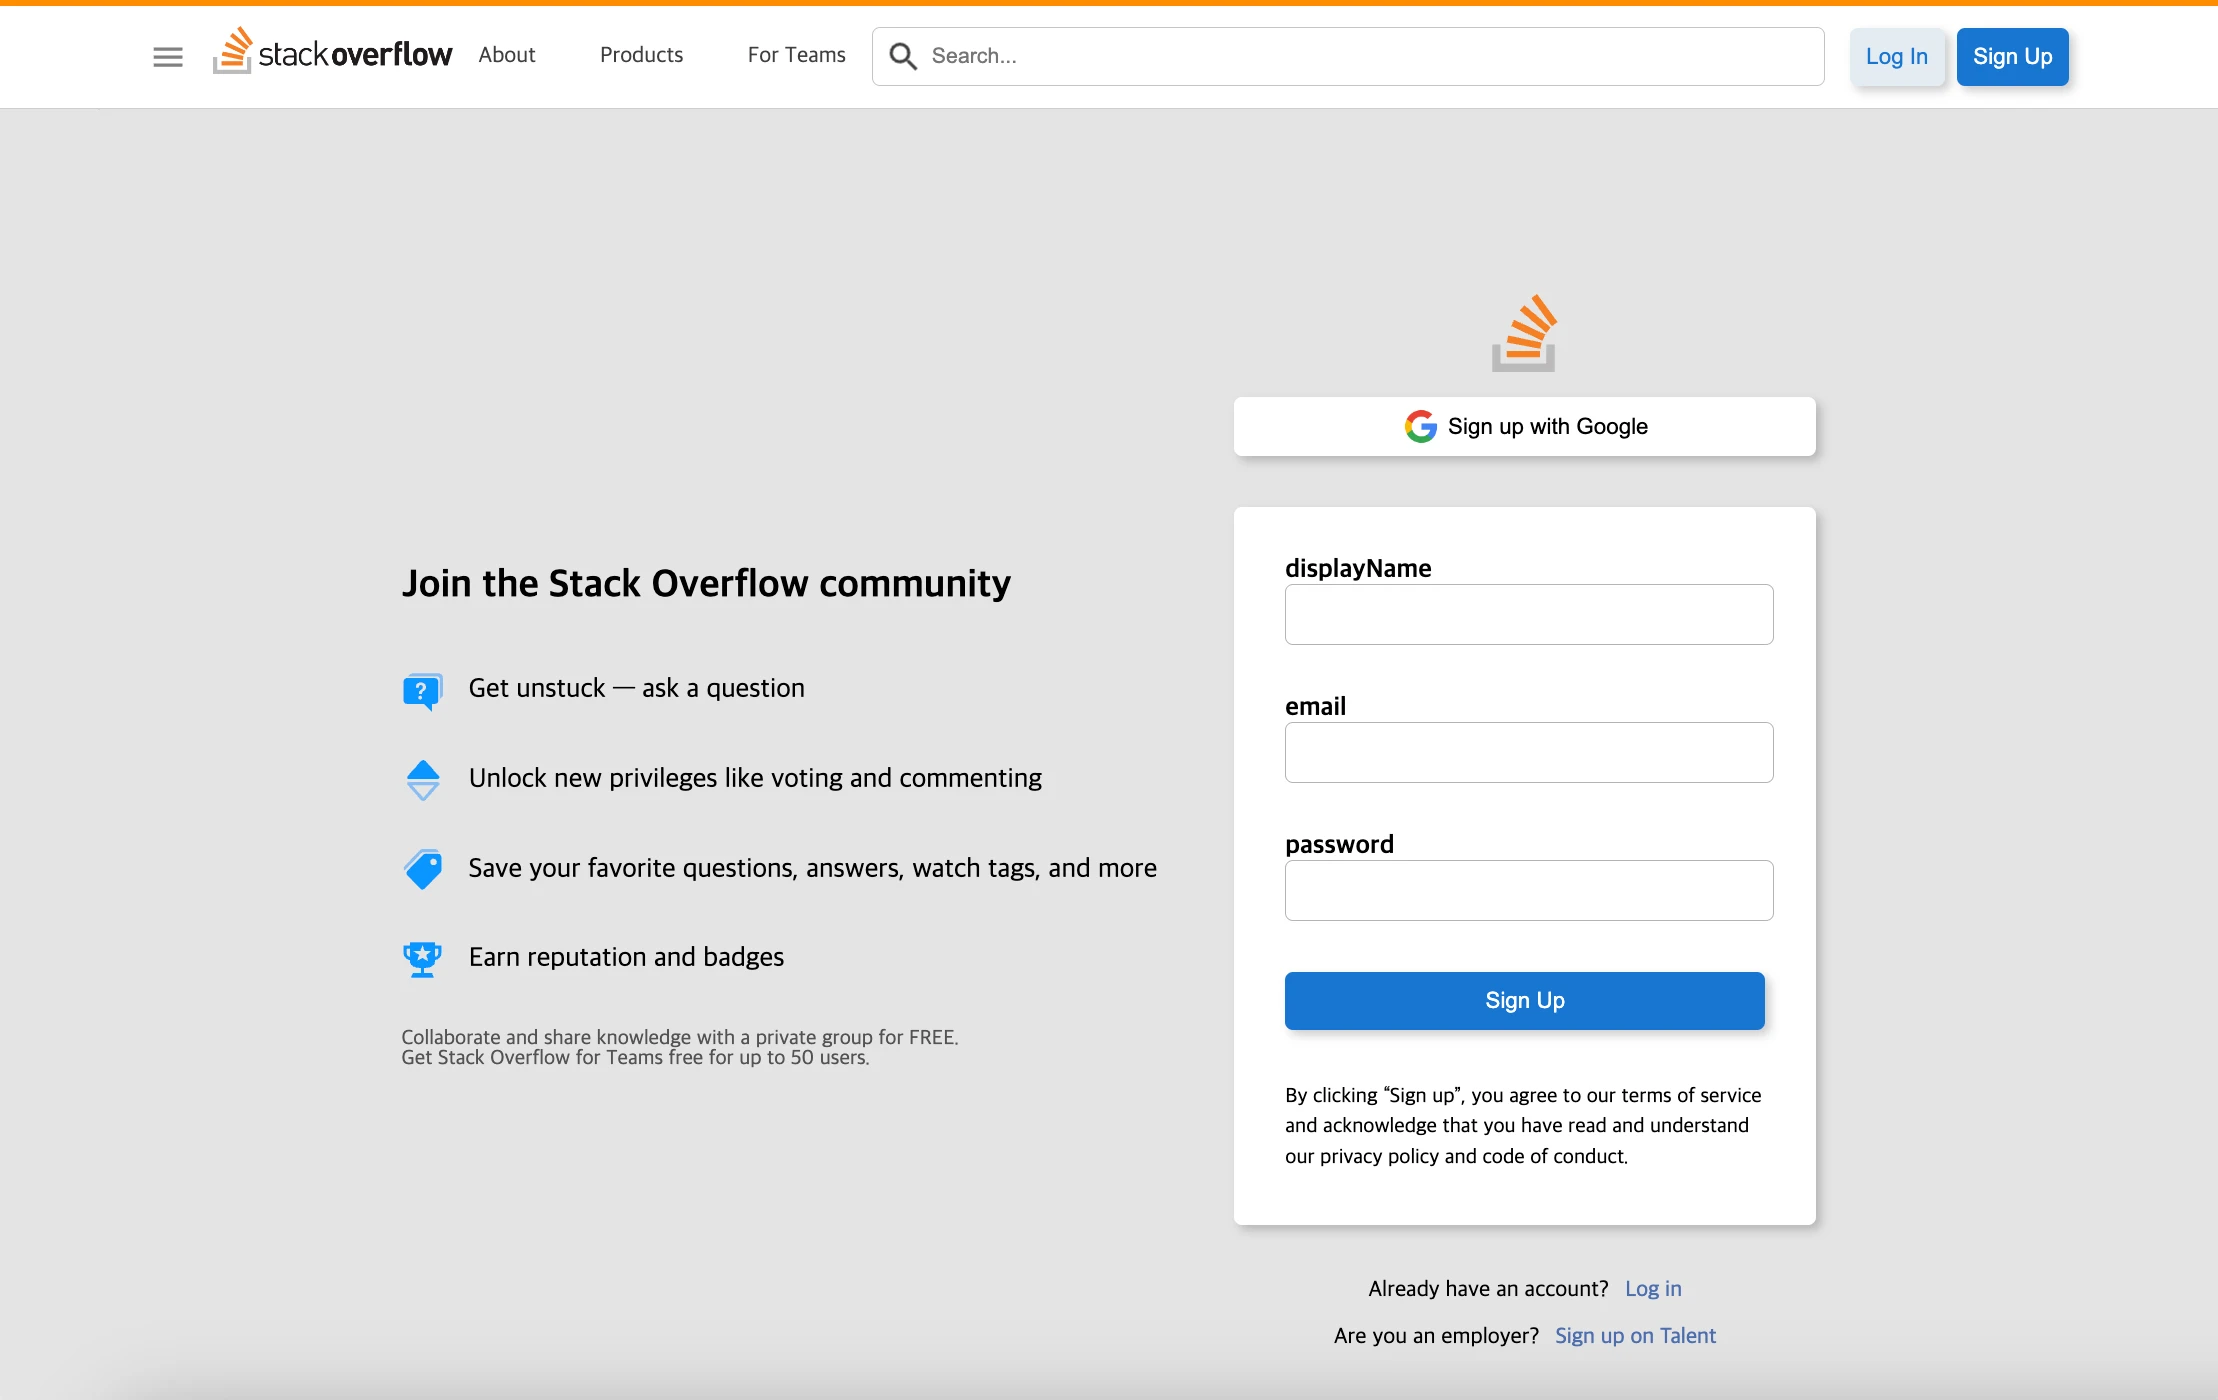 stackoverflow
About
Products
For Teams
Search...
Log In
Sign Up
Join the Stack Overflow community
Get unstuck — ask a question
Unlock new privileges like voting and commenting
Save your favorite questions, answers, watch tags, and more
Earn reputation and badges
Collaborate and share knowledge with a private group for FREE.
Get Stack Overflow for Teams free for up to 50 users.
Sign up with Google
displayName
email
password
Sign Up
By clicking “Sign up”, you agree to our terms of service
and acknowledge that you have read and understand
our privacy policy and code of conduct.
Already have an account? Log in
Are you an employer? Sign up on Talent